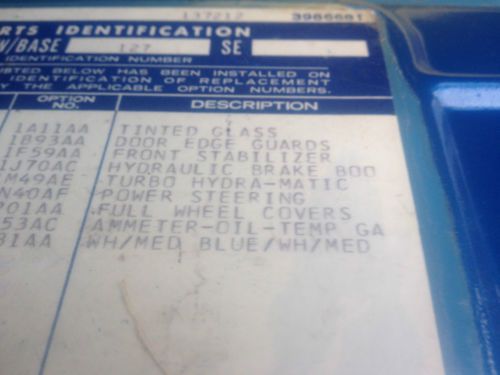 137212 3986681
RTS IDENTIFICATION
N/BASE 127 SE
IDENTIFICATION NUMBER
USTED BELOW HAS BEEN INSTALLED ON
IDENTIFICATION OF REPLACEMENT
Y THE APPLICABLE OPTION NUMBERS.
OPTION NO. DESCRIPTION
1A11AA TINTED GLASS
1B93AA DOOR EDGE GUARDS
1F59AA FRONT STABILIZER
1J70AC HYDRAULIC BRAKE BOO
M49AE TURBO HYDRA-MATIC
N40AF POWER STEERING
P01AA FULL WHEEL COVERS
53AC AMMETER-OIL-TEMP GA
31AA WH/MED BLUE/WH/MED